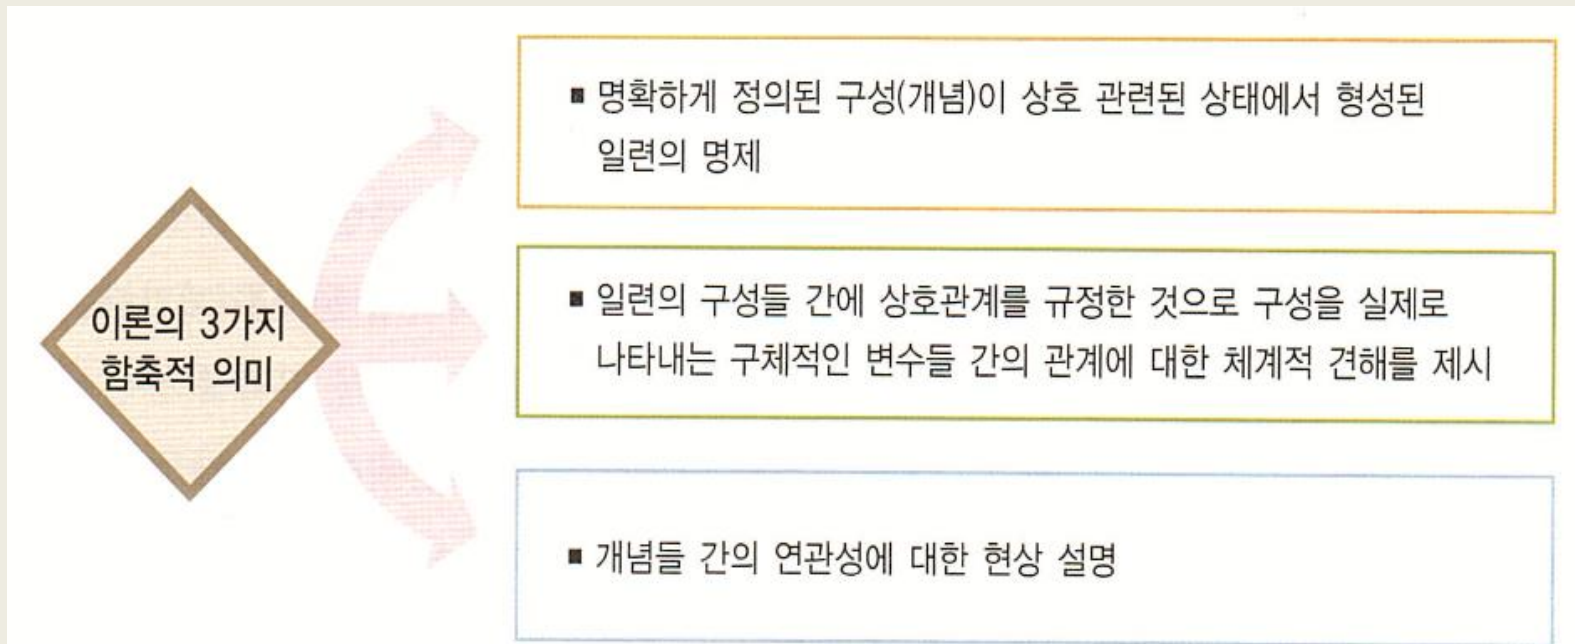 이론의 3가지
함축적 의미
▪ 명확하게 정의된 구성(개념)이 상호 관련된 상태에서 형성된
일련의 명제
▪ 일련의 구성들 간에 상호관계를 규정한 것으로 구성을 실제로
나타내는 구체적인 변수들 간의 관계에 대한 체계적 견해를 제시
▪ 개념들 간의 연관성에 대한 현상 설명